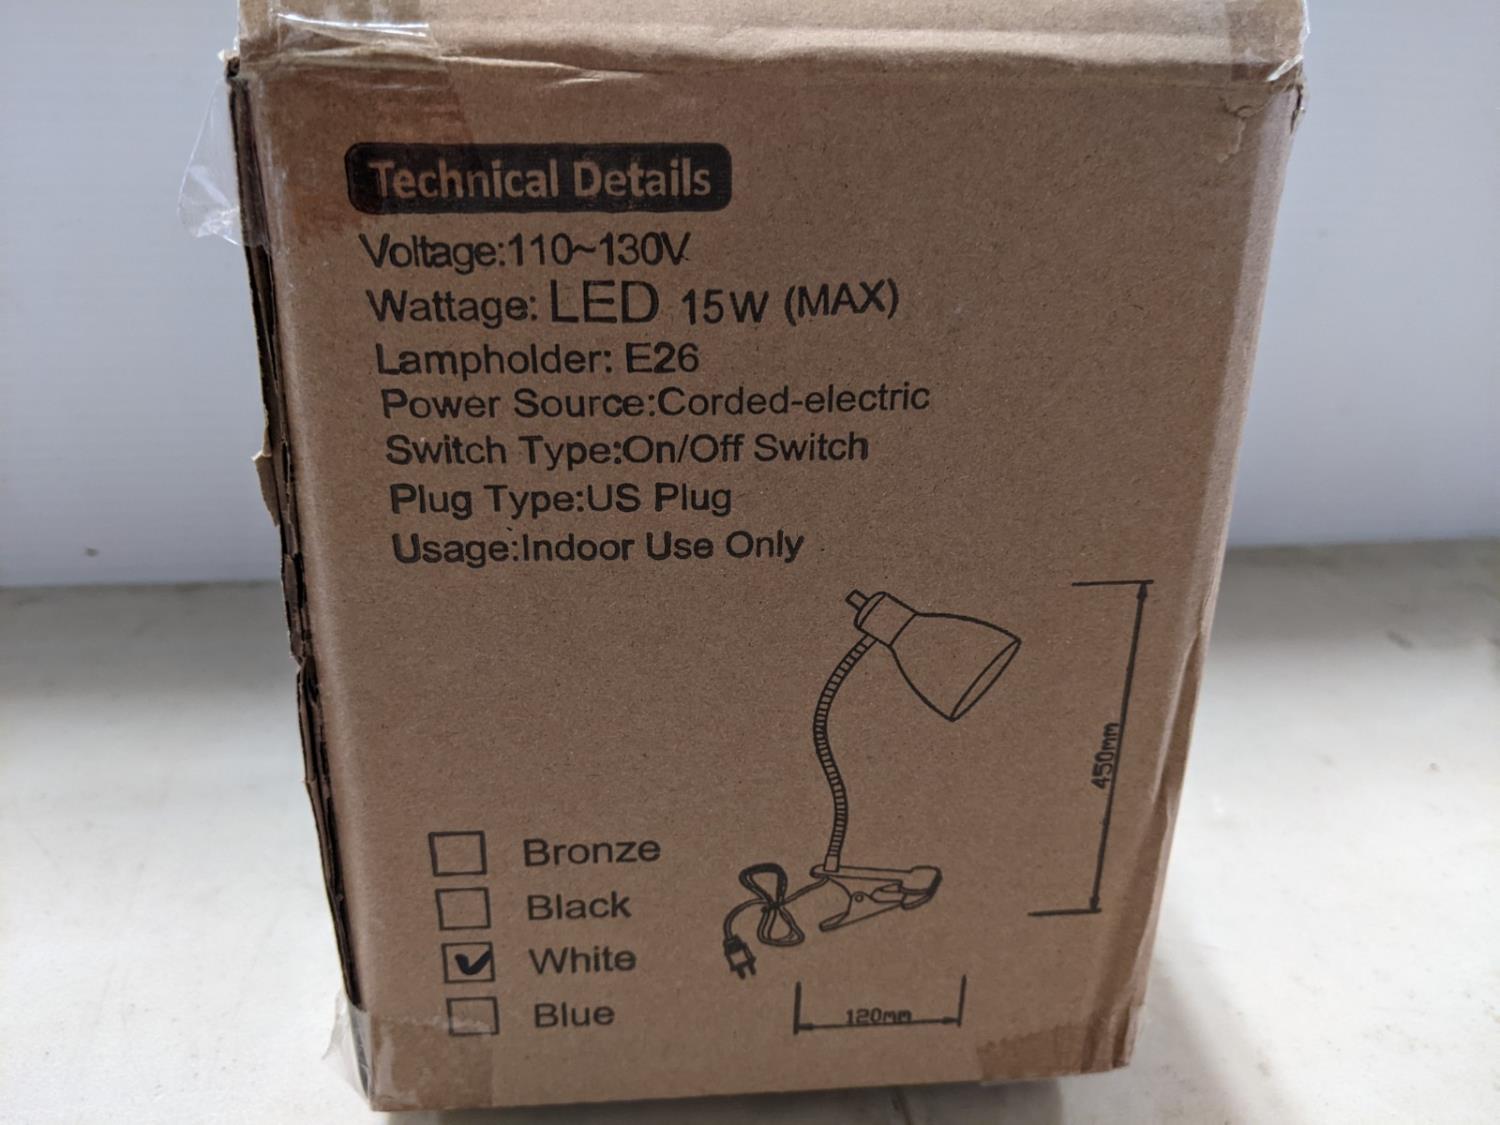 Technical Details
Voltage:110~130V
Wattage: LED 15W (MAX)
Lampholder: E26
Power Source:Corded-electric
Switch Type:On/Off Switch
Plug Type:US Plug
Usage:Indoor Use Only
450mm
Bronze
Black
White
Blue
120mm